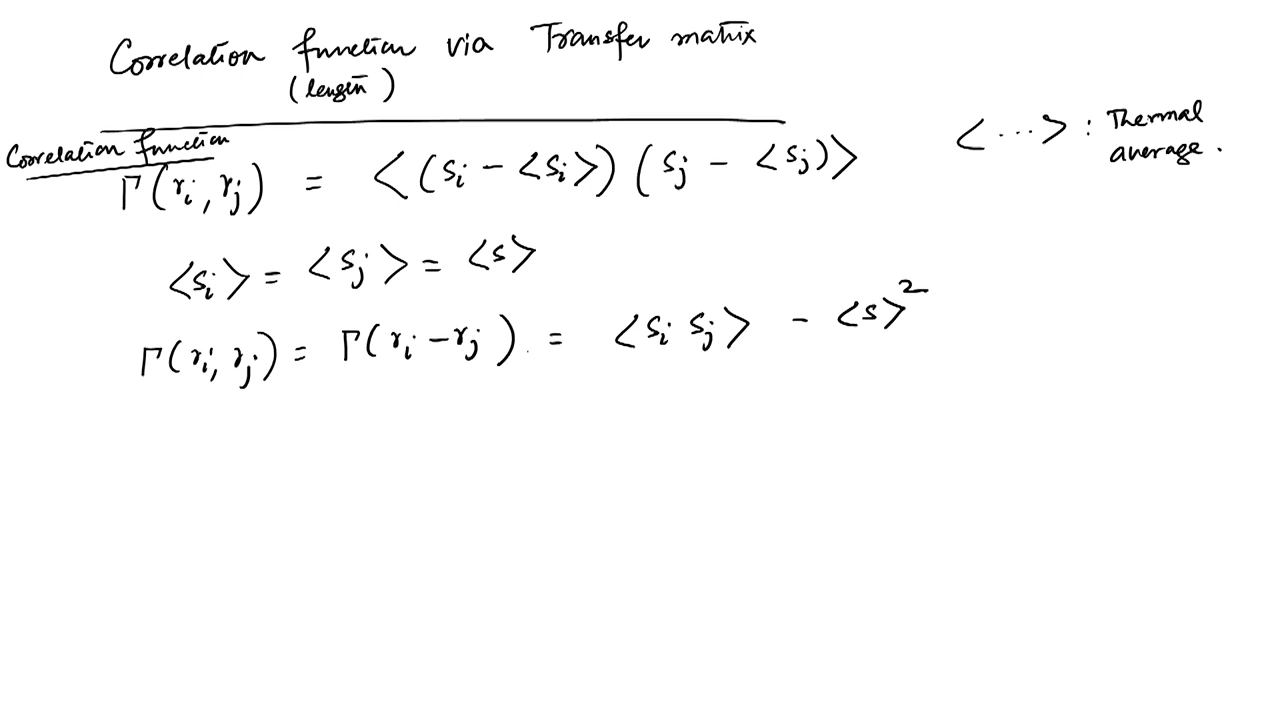 Correlation function via Transfer matrix
(length)
Correlation function
Γ(r_i, r_j) = <(s_i - <s_i>) (s_j - <s_j)>
<...> : Thermal
average.
<s_i> = <s_j> = <s>
Γ(r_i, r_j) = Γ(r_i - r_j) = <s_i s_j> - <s>²